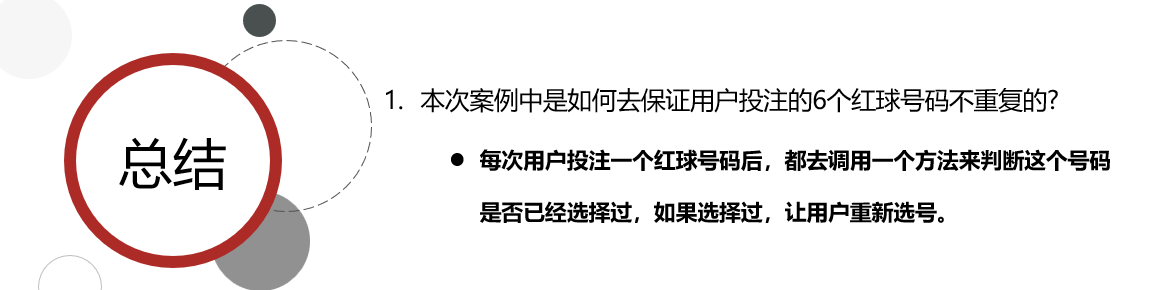 总结
1. 本次案例中是如何去保证用户投注的6个红球号码不重复的?
● 每次用户投注一个红球号码后，都去调用一个方法来判断这个号码
是否已经选择过，如果选择过，让用户重新选号。